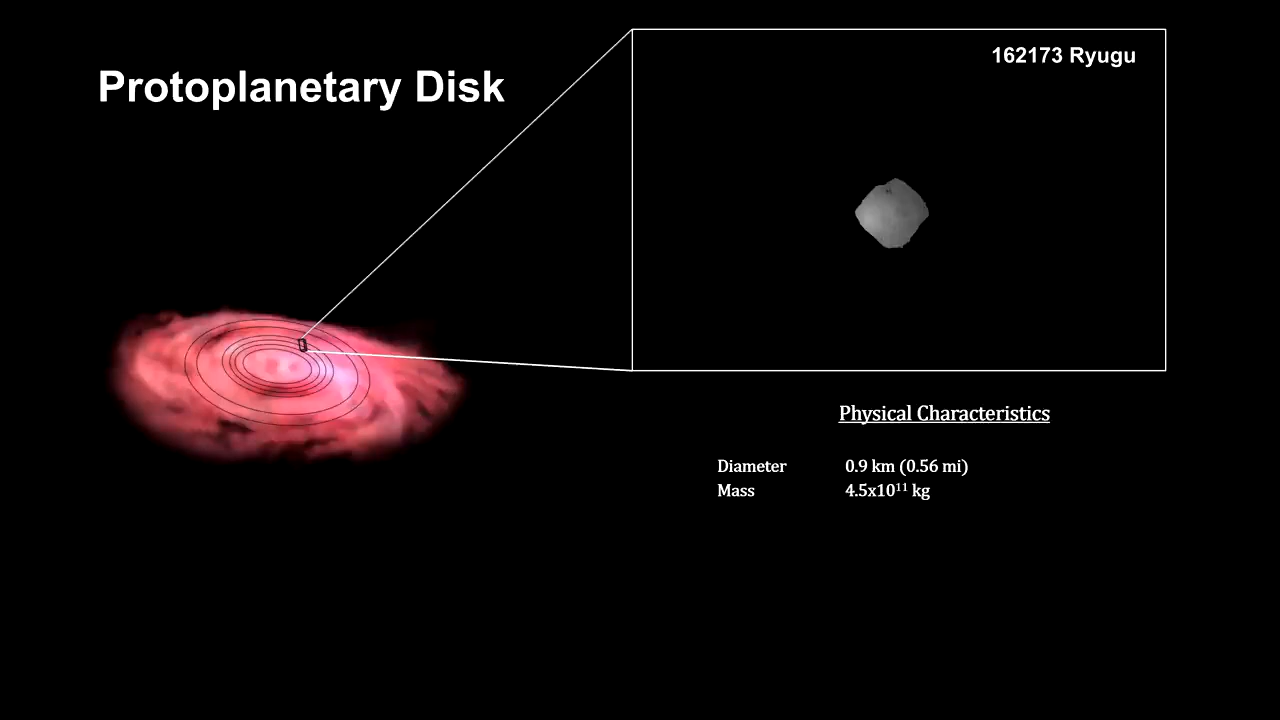 Protoplanetary Disk
162173 Ryugu
Physical Characteristics
Diameter 0.9 km (0.56 mi)
Mass 4.5x10¹¹ kg